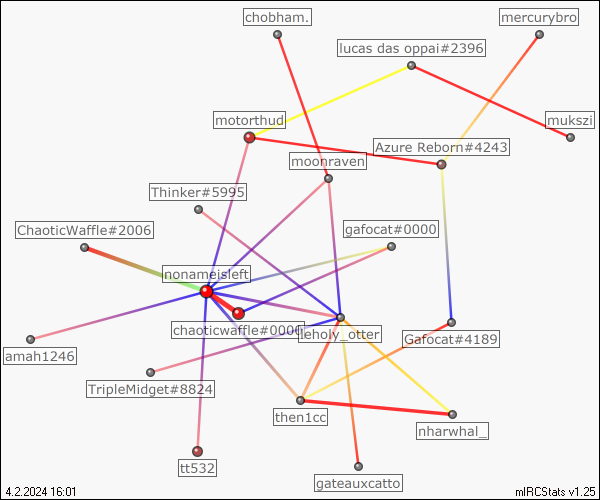 chobham.
mercurybro
lucas das oppai#2396
motorthud
mukszi
Azure Reborn#4243
moonraven
Thinker#5995
ChaoticWaffle#2006
gafocat#0000
nonameisleft
chaoticwaffle#0000
leholy_otter
Gafocat#4189
amah1246
TripleMidget#8824
then1cc
nharwhal_
tt532
gateauxcatto
4.2.2024 16:01
mIRCStats v1.25